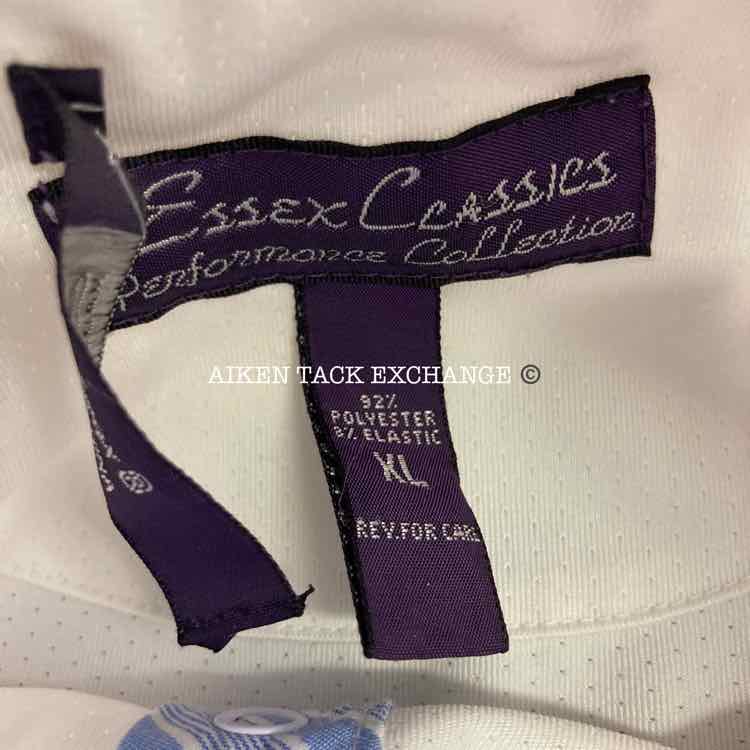 Essex Classics
Performance Collection
AIKEN TACK EXCHANGE ©
92%
POLYESTER
8% ELASTIC
XL
REV.FOR CARE